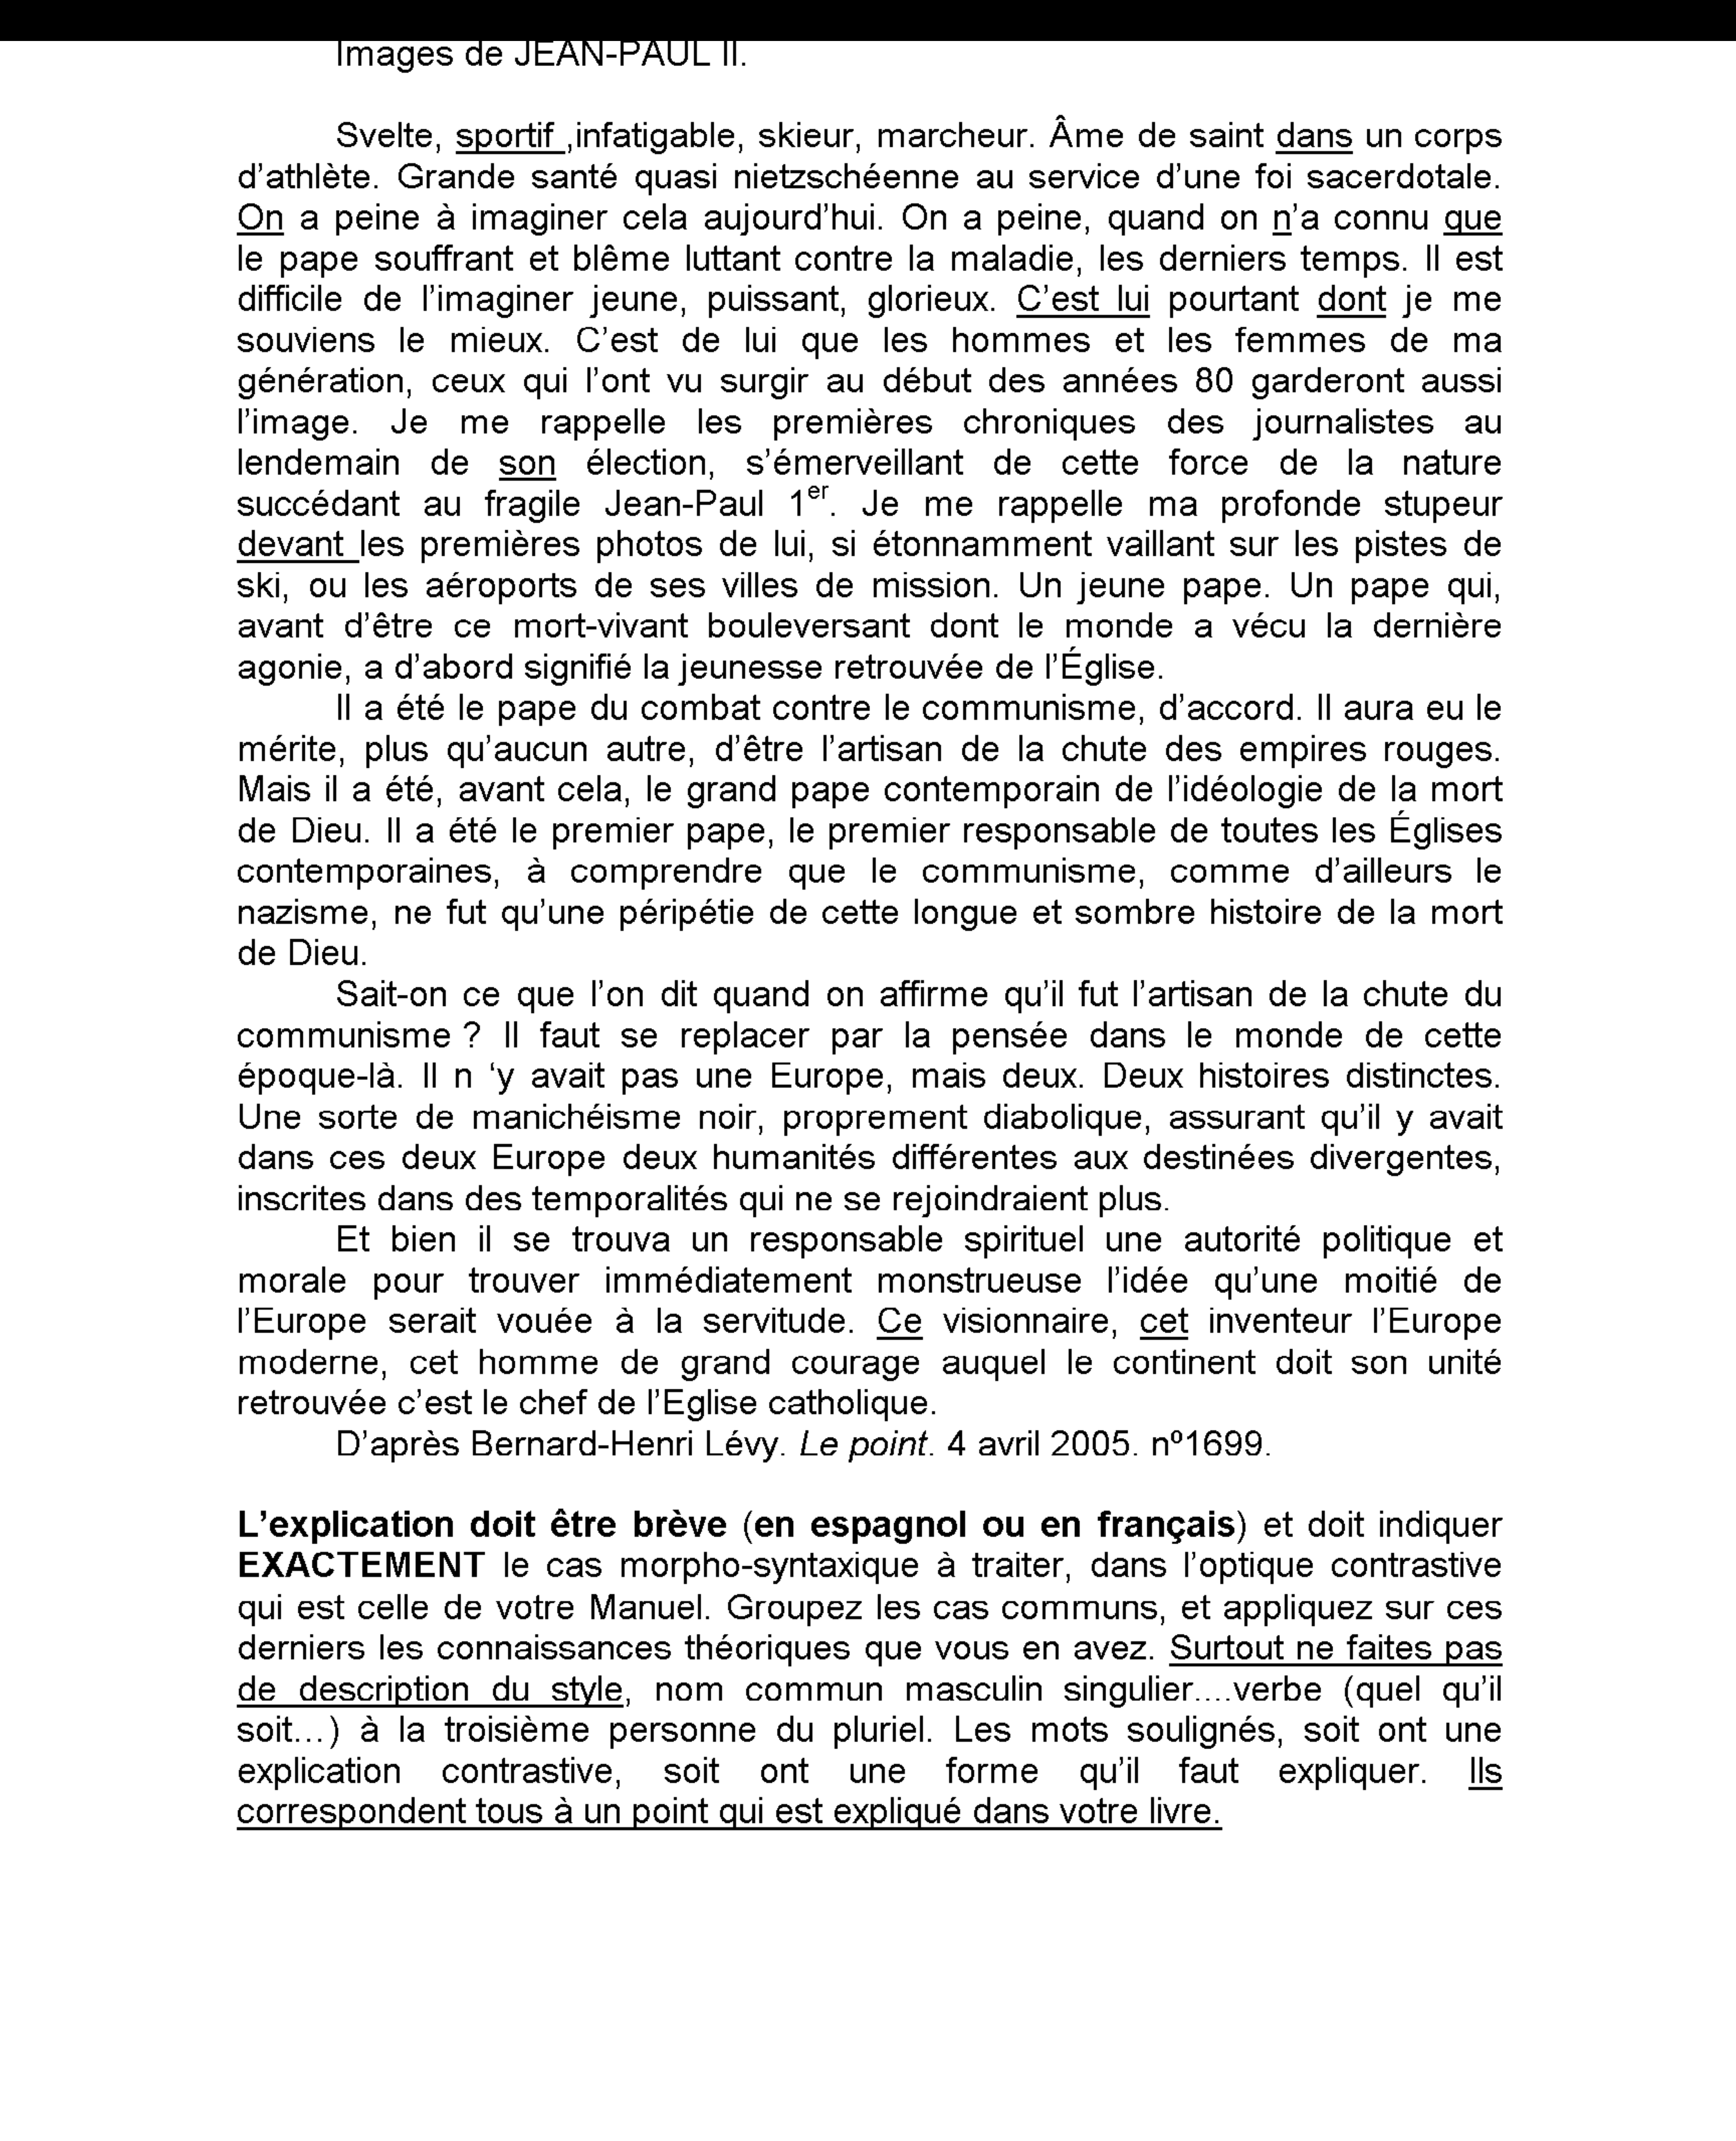 Images de JEAN-PAUL II.
Svelte, sportif ,infatigable, skieur, marcheur. Âme de saint dans un corps
d’athlète. Grande santé quasi nietzschéenne au service d’une foi sacerdotale.
On a peine à imaginer cela aujourd’hui. On a peine, quand on n’a connu que
le pape souffrant et blême luttant contre la maladie, les derniers temps. Il est
difficile de l’imaginer jeune, puissant, glorieux. C’est lui pourtant dont je me
souviens le mieux. C’est de lui que les hommes et les femmes de ma
génération, ceux qui l’ont vu surgir au début des années 80 garderont aussi
l’image. Je me rappelle les premières chroniques des journalistes au
lendemain de son élection, s’émerveillant de cette force de la nature
succédant au fragile Jean-Paul 1er. Je me rappelle ma profonde stupeur
devant les premières photos de lui, si étonnamment vaillant sur les pistes de
ski, ou les aéroports de ses villes de mission. Un jeune pape. Un pape qui,
avant d’être ce mort-vivant bouleversant dont le monde a vécu la dernière
agonie, a d’abord signifié la jeunesse retrouvée de l’Église.
Il a été le pape du combat contre le communisme, d’accord. Il aura eu le
mérite, plus qu’aucun autre, d’être l’artisan de la chute des empires rouges.
Mais il a été, avant cela, le grand pape contemporain de l’idéologie de la mort
de Dieu. Il a été le premier pape, le premier responsable de toutes les Églises
contemporaines, à comprendre que le communisme, comme d’ailleurs le
nazisme, ne fut qu’une péripétie de cette longue et sombre histoire de la mort
de Dieu.
Sait-on ce que l’on dit quand on affirme qu’il fut l’artisan de la chute du
communisme ? Il faut se replacer par la pensée dans le monde de cette
époque-là. Il n ‘y avait pas une Europe, mais deux. Deux histoires distinctes.
Une sorte de manichéisme noir, proprement diabolique, assurant qu’il y avait
dans ces deux Europe deux humanités différentes aux destinées divergentes,
inscrites dans des temporalités qui ne se rejoindraient plus.
Et bien il se trouva un responsable spirituel une autorité politique et
morale pour trouver immédiatement monstrueuse l’idée qu’une moitié de
l’Europe serait vouée à la servitude. Ce visionnaire, cet inventeur l’Europe
moderne, cet homme de grand courage auquel le continent doit son unité
retrouvée c’est le chef de l’Eglise catholique.
D’après Bernard-Henri Lévy. Le point. 4 avril 2005. nº1699.
L’explication doit être brève (en espagnol ou en français) et doit indiquer
EXACTEMENT le cas morpho-syntaxique à traiter, dans l’optique contrastive
qui est celle de votre Manuel. Groupez les cas communs, et appliquez sur ces
derniers les connaissances théoriques que vous en avez. Surtout ne faites pas
de description du style, nom commun masculin singulier....verbe (quel qu’il
soit...) à la troisième personne du pluriel. Les mots soulignés, soit ont une
explication contrastive, soit ont une forme qu’il faut expliquer. Ils
correspondent tous à un point qui est expliqué dans votre livre.